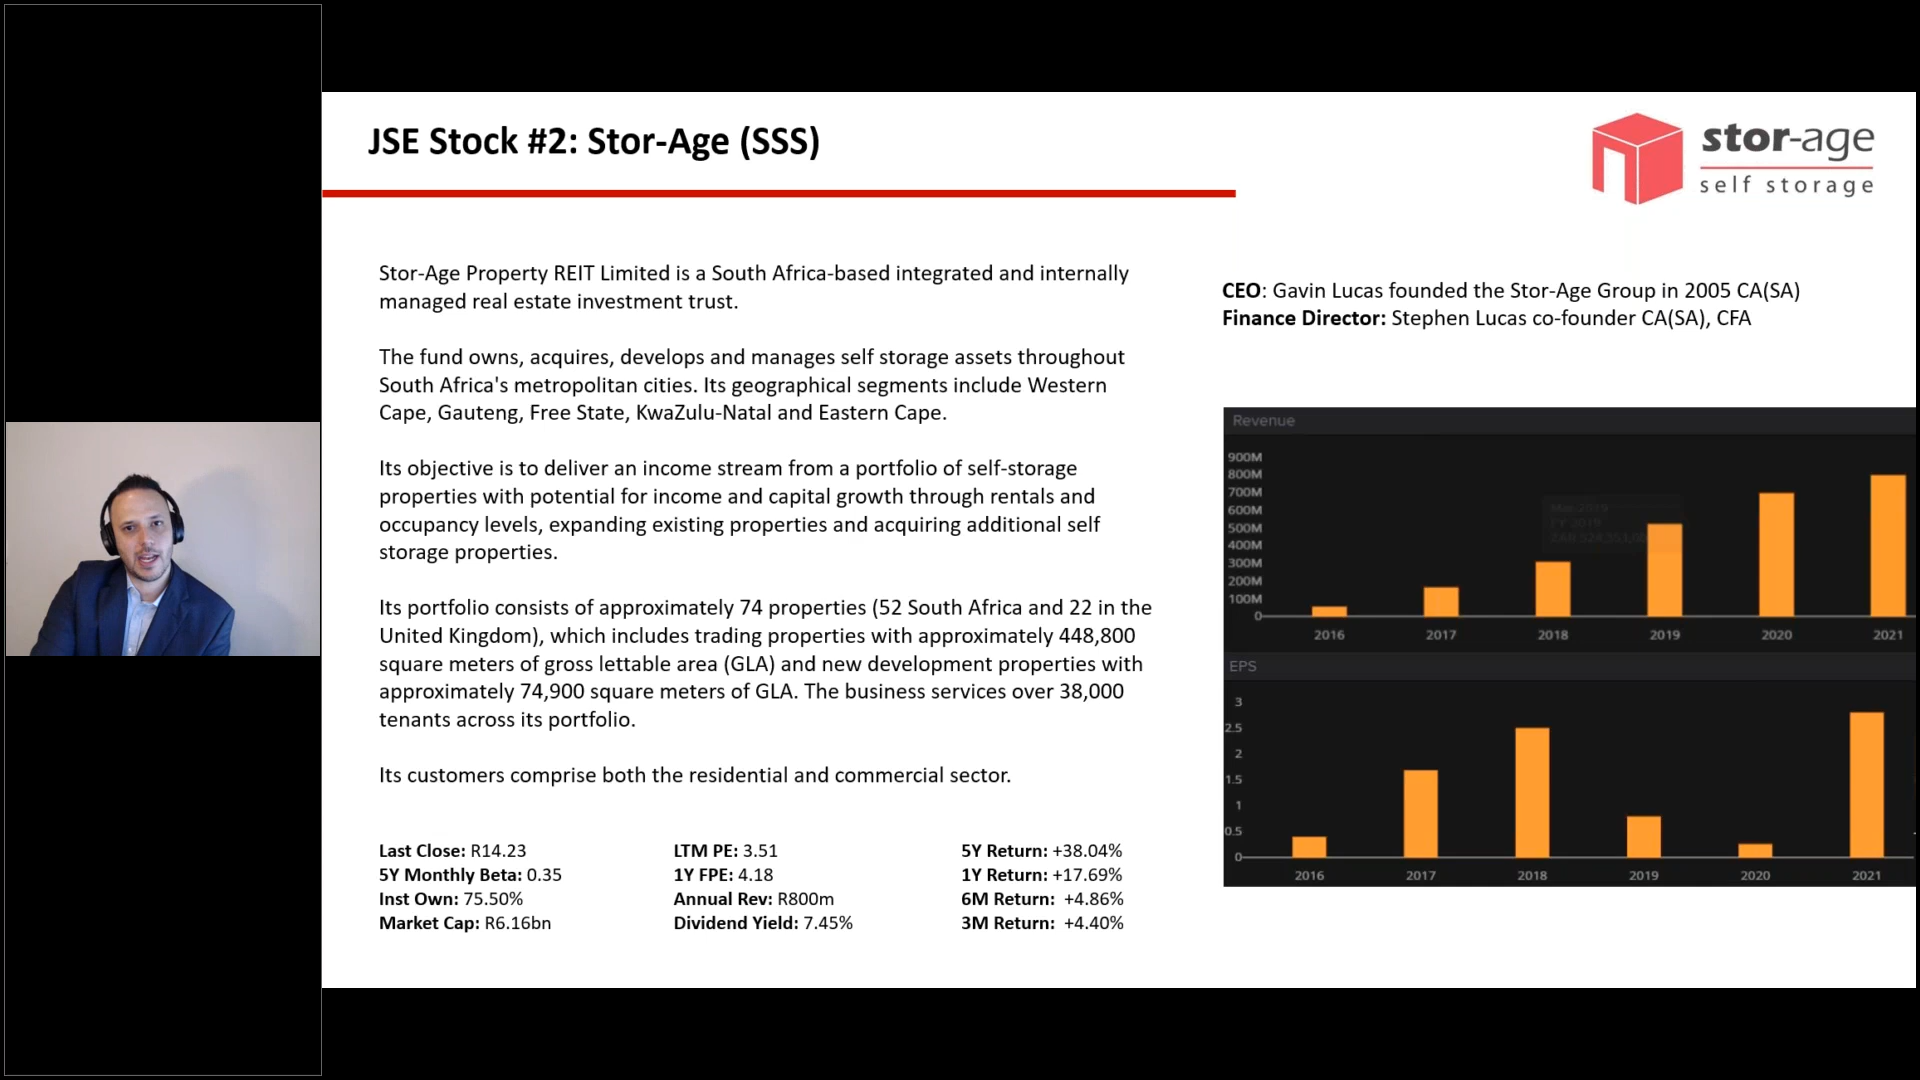 JSE Stock #2: Stor-Age (SSS)
stor-age
self storage
Stor-Age Property REIT Limited is a South Africa-based integrated and internally
managed real estate investment trust.
The fund owns, acquires, develops and manages self storage assets throughout
South Africa's metropolitan cities. Its geographical segments include Western
Cape, Gauteng, Free State, KwaZulu-Natal and Eastern Cape.
Its objective is to deliver an income stream from a portfolio of self-storage
properties with potential for income and capital growth through rentals and
occupancy levels, expanding existing properties and acquiring additional self
storage properties.
Its portfolio consists of approximately 74 properties (52 South Africa and 22 in the
United Kingdom), which includes trading properties with approximately 448,800
square meters of gross lettable area (GLA) and new development properties with
approximately 74,900 square meters of GLA. The business services over 38,000
tenants across its portfolio.
Its customers comprise both the residential and commercial sector.
Last Close: R14.23
5Y Monthly Beta: 0.35
Inst Own: 75.50%
Market Cap: R6.16bn
LTM PE: 3.51
1Y FPE: 4.18
Annual Rev: R800m
Dividend Yield: 7.45%
5Y Return: +38.04%
1Y Return: +17.69%
6M Return: +4.86%
3M Return: +4.40%
CEO: Gavin Lucas founded the Stor-Age Group in 2005 CA(SA)
Finance Director: Stephen Lucas co-founder CA(SA), CFA
Revenue
900M
800M
700M
600M
500M
400M
300M
200M
100M
0
2016 2017 2018 2019 2020 2021
Mar 2019
FY 2019
EPS
3
2.5
2
1.5
1
0.5
0
2016 2017 2018 2019 2020 2021